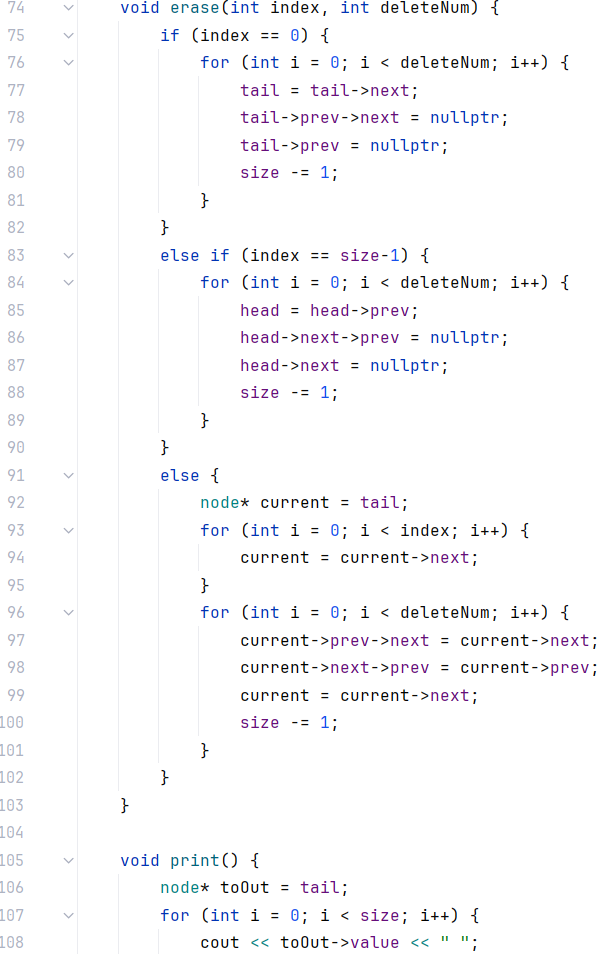 74 void erase(int index, int deleteNum) {
75 if (index == 0) {
76 for (int i = 0; i < deleteNum; i++) {
77 tail = tail->next;
78 tail->prev->next = nullptr;
79 tail->prev = nullptr;
80 size -= 1;
81 }
82 }
83 else if (index == size-1) {
84 for (int i = 0; i < deleteNum; i++) {
85 head = head->prev;
86 head->next->prev = nullptr;
87 head->next = nullptr;
88 size -= 1;
89 }
90 }
91 else {
92 node* current = tail;
93 for (int i = 0; i < index; i++) {
94 current = current->next;
95 }
96 for (int i = 0; i < deleteNum; i++) {
97 current->prev->next = current->next;
98 current->next->prev = current->prev;
99 current = current->next;
100 size -= 1;
101 }
102 }
103 }
104
105 void print() {
106 node* toOut = tail;
107 for (int i = 0; i < size; i++) {
108 cout << toOut->value << " ";